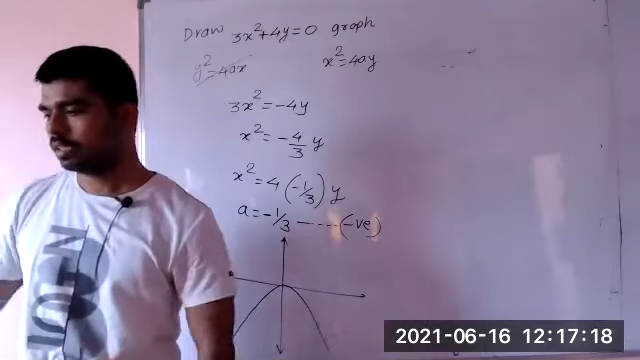 Draw 3x²+4y=0 graph
y²=4ax x²=4ay
3x²=-4y
x²=-4/3 y
x²=4(-1/3)y
a=-1/3 -----(-ve)
2021-06-16 12:17:18